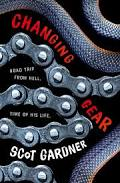 CHANGING
GEAR
ROAD TRIP
FROM HELL.
TIME OF HIS LIFE.
SCOT GARDNER